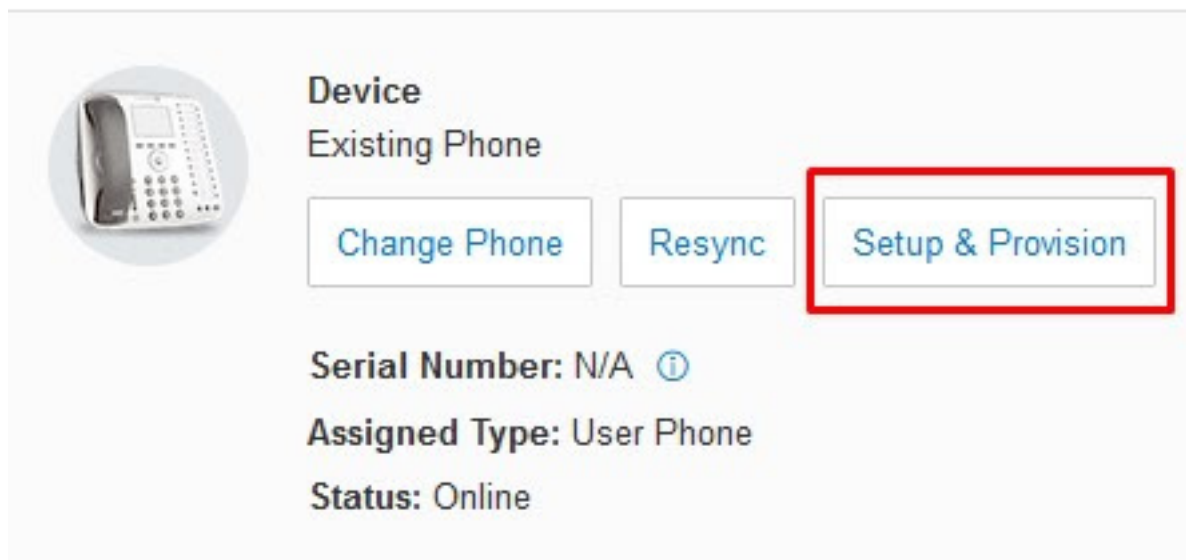 Device
Existing Phone
Change Phone
Resync
Setup & Provision
Serial Number: N/A
Assigned Type: User Phone
Status: Online